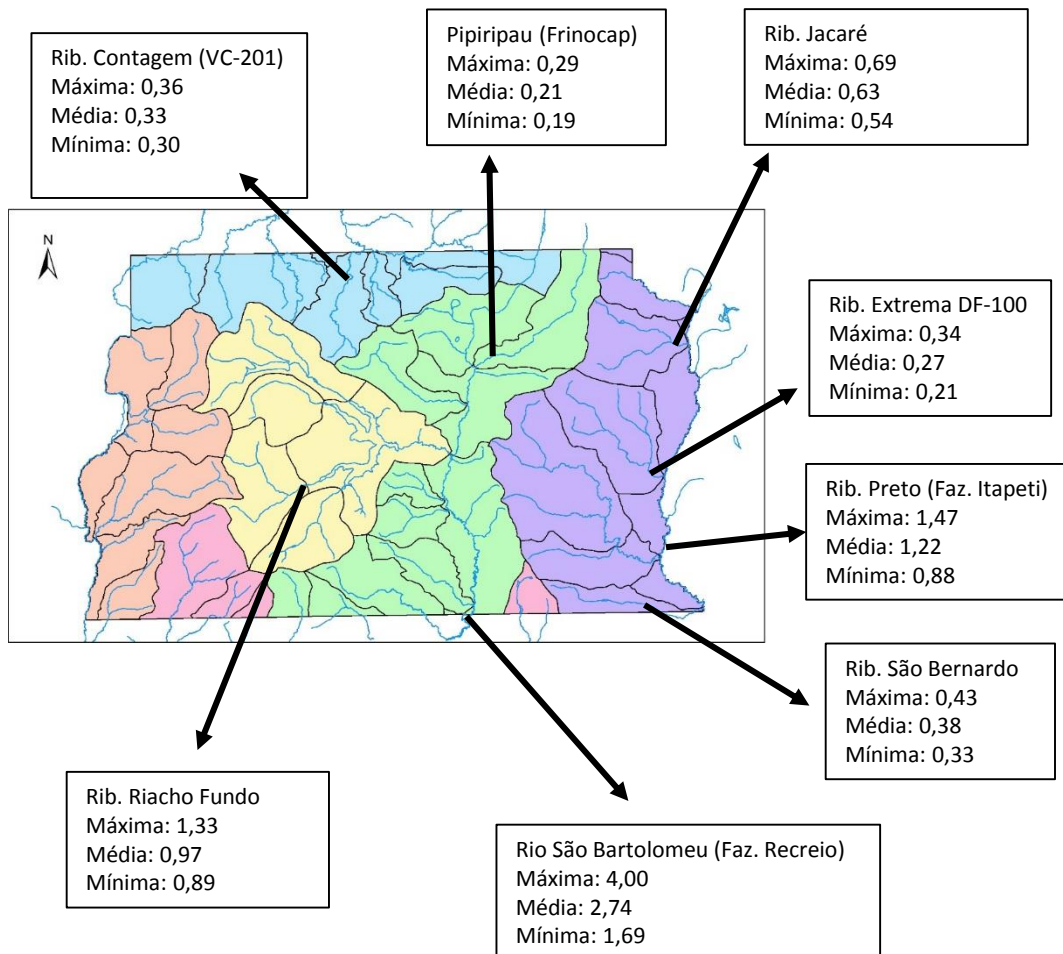 Rib. Contagem (VC-201)
Máxima: 0,36
Média: 0,33
Mínima: 0,30
Pipiripau (Frinocap)
Máxima: 0,29
Média: 0,21
Mínima: 0,19
Rib. Jacaré
Máxima: 0,69
Média: 0,63
Mínima: 0,54
N
Rib. Extrema DF-100
Máxima: 0,34
Média: 0,27
Mínima: 0,21
Rib. Preto (Faz. Itapeti)
Máxima: 1,47
Média: 1,22
Mínima: 0,88
Rib. São Bernardo
Máxima: 0,43
Média: 0,38
Mínima: 0,33
Rib. Riacho Fundo
Máxima: 1,33
Média: 0,97
Mínima: 0,89
Rio São Bartolomeu (Faz. Recreio)
Máxima: 4,00
Média: 2,74
Mínima: 1,69